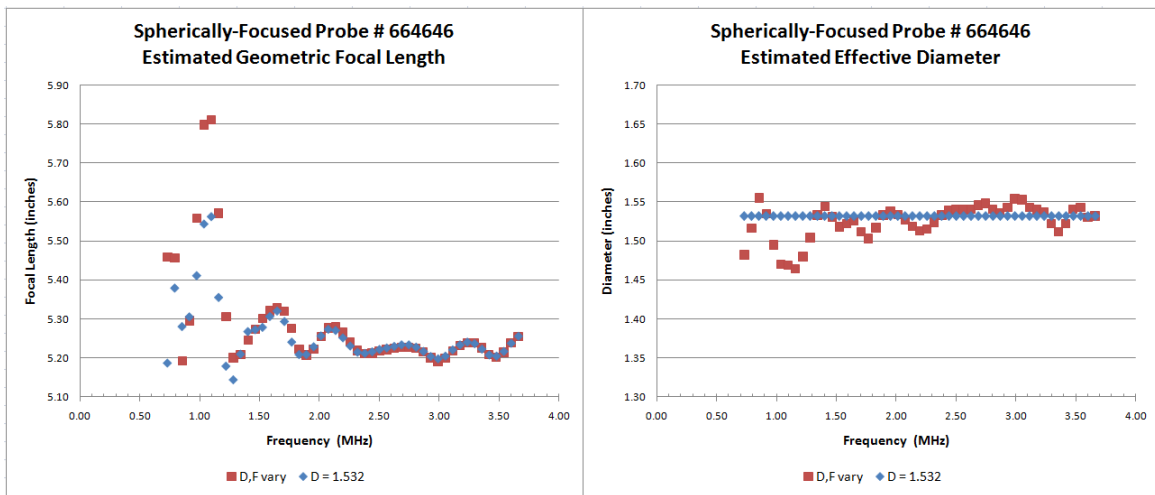 Spherically-Focused Probe # 664646
Estimated Geometric Focal Length
5.90
5.80
5.70
5.60
5.50
5.40
5.30
5.20
5.10
Focal Length (inches)
0.00 0.50 1.00 1.50 2.00 2.50 3.00 3.50 4.00
Frequency (MHz)
D,F vary D = 1.532
Spherically-Focused Probe # 664646
Estimated Effective Diameter
1.70
1.65
1.60
1.55
1.50
1.45
1.40
1.35
1.30
Diameter (inches)
0.00 0.50 1.00 1.50 2.00 2.50 3.00 3.50 4.00
Frequency (MHz)
D,F vary D = 1.532